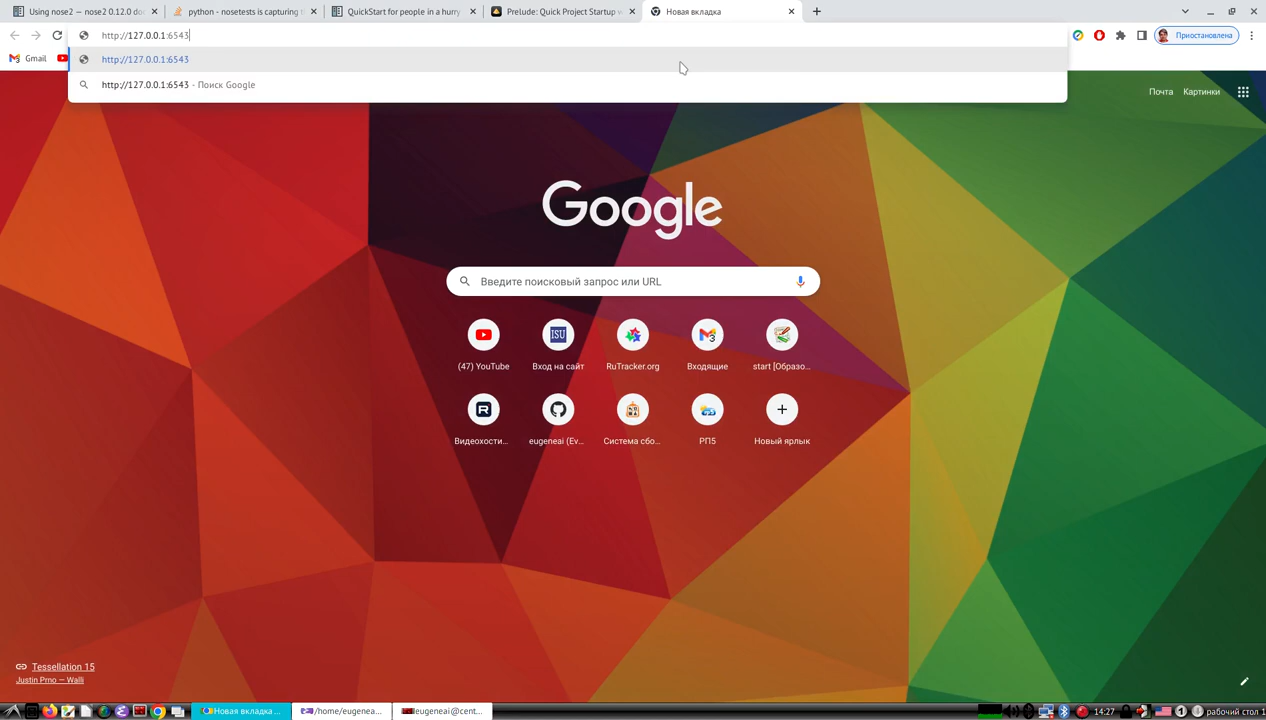 Using nose2 — nose2 0.12.0 do
python - nosetests is capturing t
QuickStart for people in a hurry
Prelude: Quick Project Startup w
Новая вкладка
http://127.0.0.1:6543
Приостановлена
Gmail
http://127.0.0.1:6543
http://127.0.0.1:6543 - Поиск Google
Почта
Картинки
Google
Введите поисковый запрос или URL
ISU
3
(47) YouTube
Вход на сайт
RuTracker.org
Входящие
start [Образо...
Видеохости...
eugeneai (Ev...
Система сбо...
РП5
Новый ярлык
Tessellation 15
Justin Prno — Walli
Новая вкладка ...
/home/eugenea...
eugeneai@cent...
14:27
1
рабочий стол 1